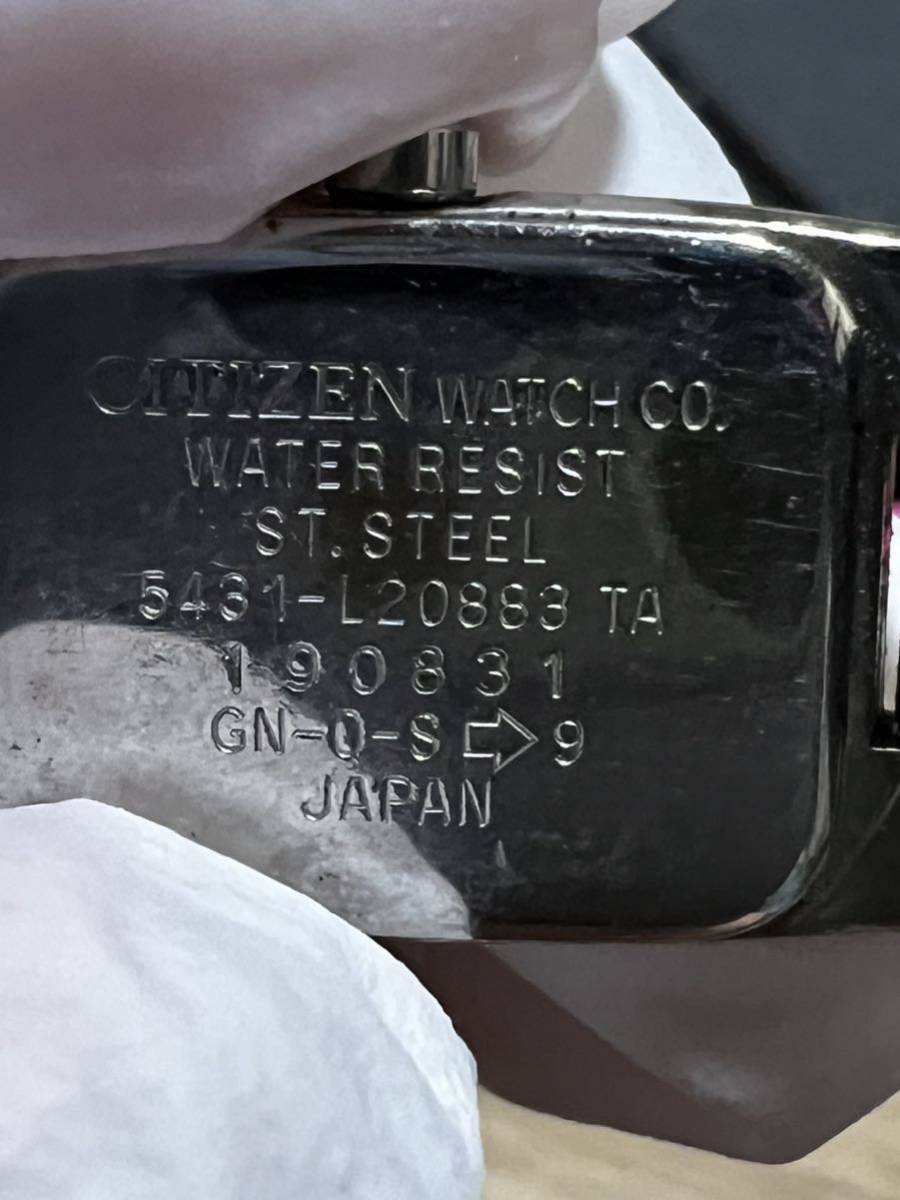 CITIZEN WATCH CO.
WATER RESIST
ST. STEEL
5431-L20883 TA
190831
GN-0-S⇨9
JAPAN